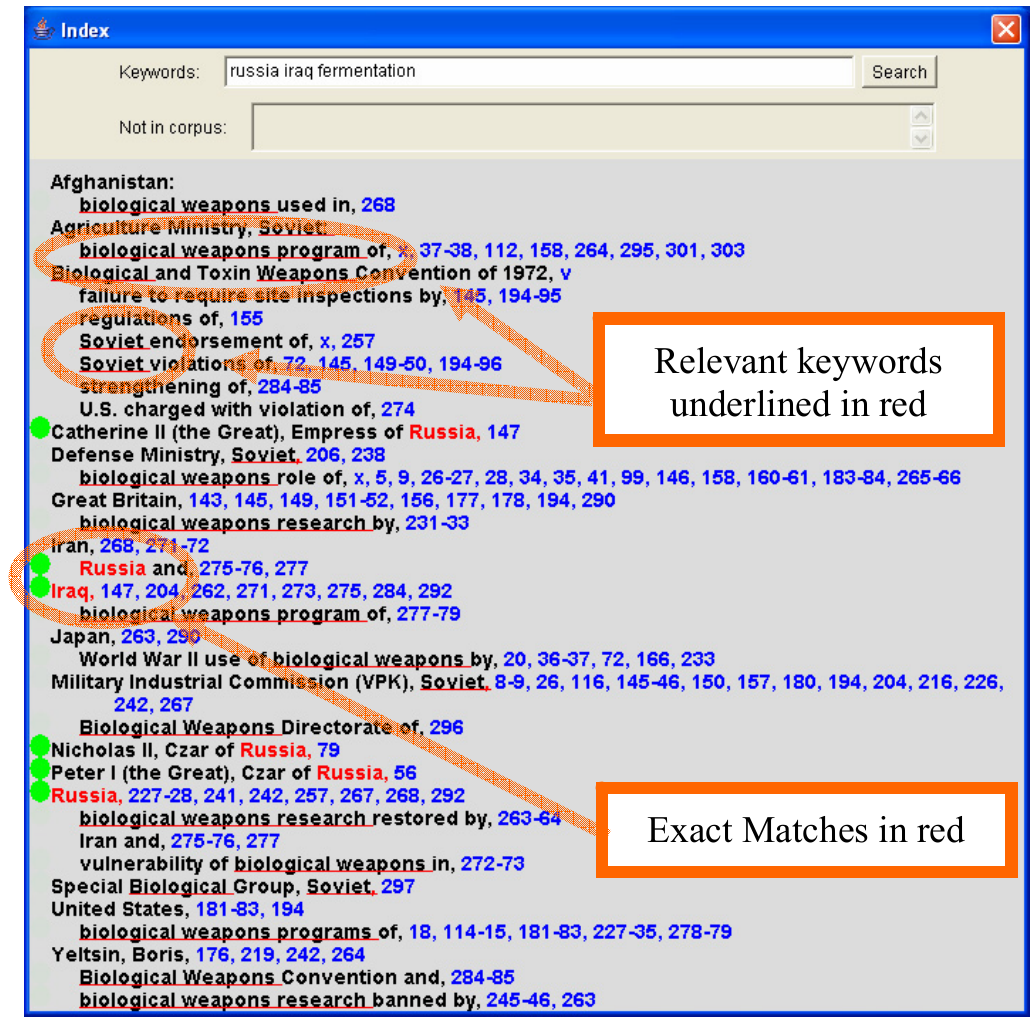 Index
Keywords: russia iraq fermentation Search
Not in corpus:
Afghanistan:
biological weapons used in, 268
Agriculture Ministry, Soviet:
biological weapons program of, x, 37-38, 112, 158, 264, 295, 301, 303
Biological and Toxin Weapons Convention of 1972, v
failure to require site inspections by, 145, 194-95
regulations of, 155
Soviet endorsement of, x, 257
Soviet violations of, 72, 145, 149-50, 194-96
strengthening of, 284-85
U.S. charged with violation of, 274
Relevant keywords
underlined in red
Catherine II (the Great), Empress of Russia, 147
Defense Ministry, Soviet, 206, 238
biological weapons role of, x, 5, 9, 26-27, 28, 34, 35, 41, 99, 146, 158, 160-61, 183-84, 265-66
Great Britain, 143, 145, 149, 151-52, 156, 177, 178, 194, 290
biological weapons research by, 231-33
Iran, 268, 271-72
Russia and, 275-76, 277
Iraq, 147, 204, 262, 271, 273, 275, 284, 292
biological weapons program of, 277-79
Japan, 263, 290
World War II use of biological weapons by, 20, 36-37, 72, 166, 233
Military Industrial Commission (VPK), Soviet, 8-9, 26, 116, 145-46, 150, 157, 180, 194, 204, 216, 226,
242, 267
Biological Weapons Directorate of, 296
Nicholas II, Czar of Russia, 79
Peter I (the Great), Czar of Russia, 56
Russia, 227-28, 241, 242, 257, 267, 268, 292
biological weapons research restored by, 263-64
Iran and, 275-76, 277
vulnerability of biological weapons in, 272-73
Exact Matches in red
Special Biological Group, Soviet, 297
United States, 181-83, 194
biological weapons programs of, 18, 114-15, 181-83, 227-35, 278-79
Yeltsin, Boris, 176, 219, 242, 264
Biological Weapons Convention and, 284-85
biological weapons research banned by, 245-46, 263